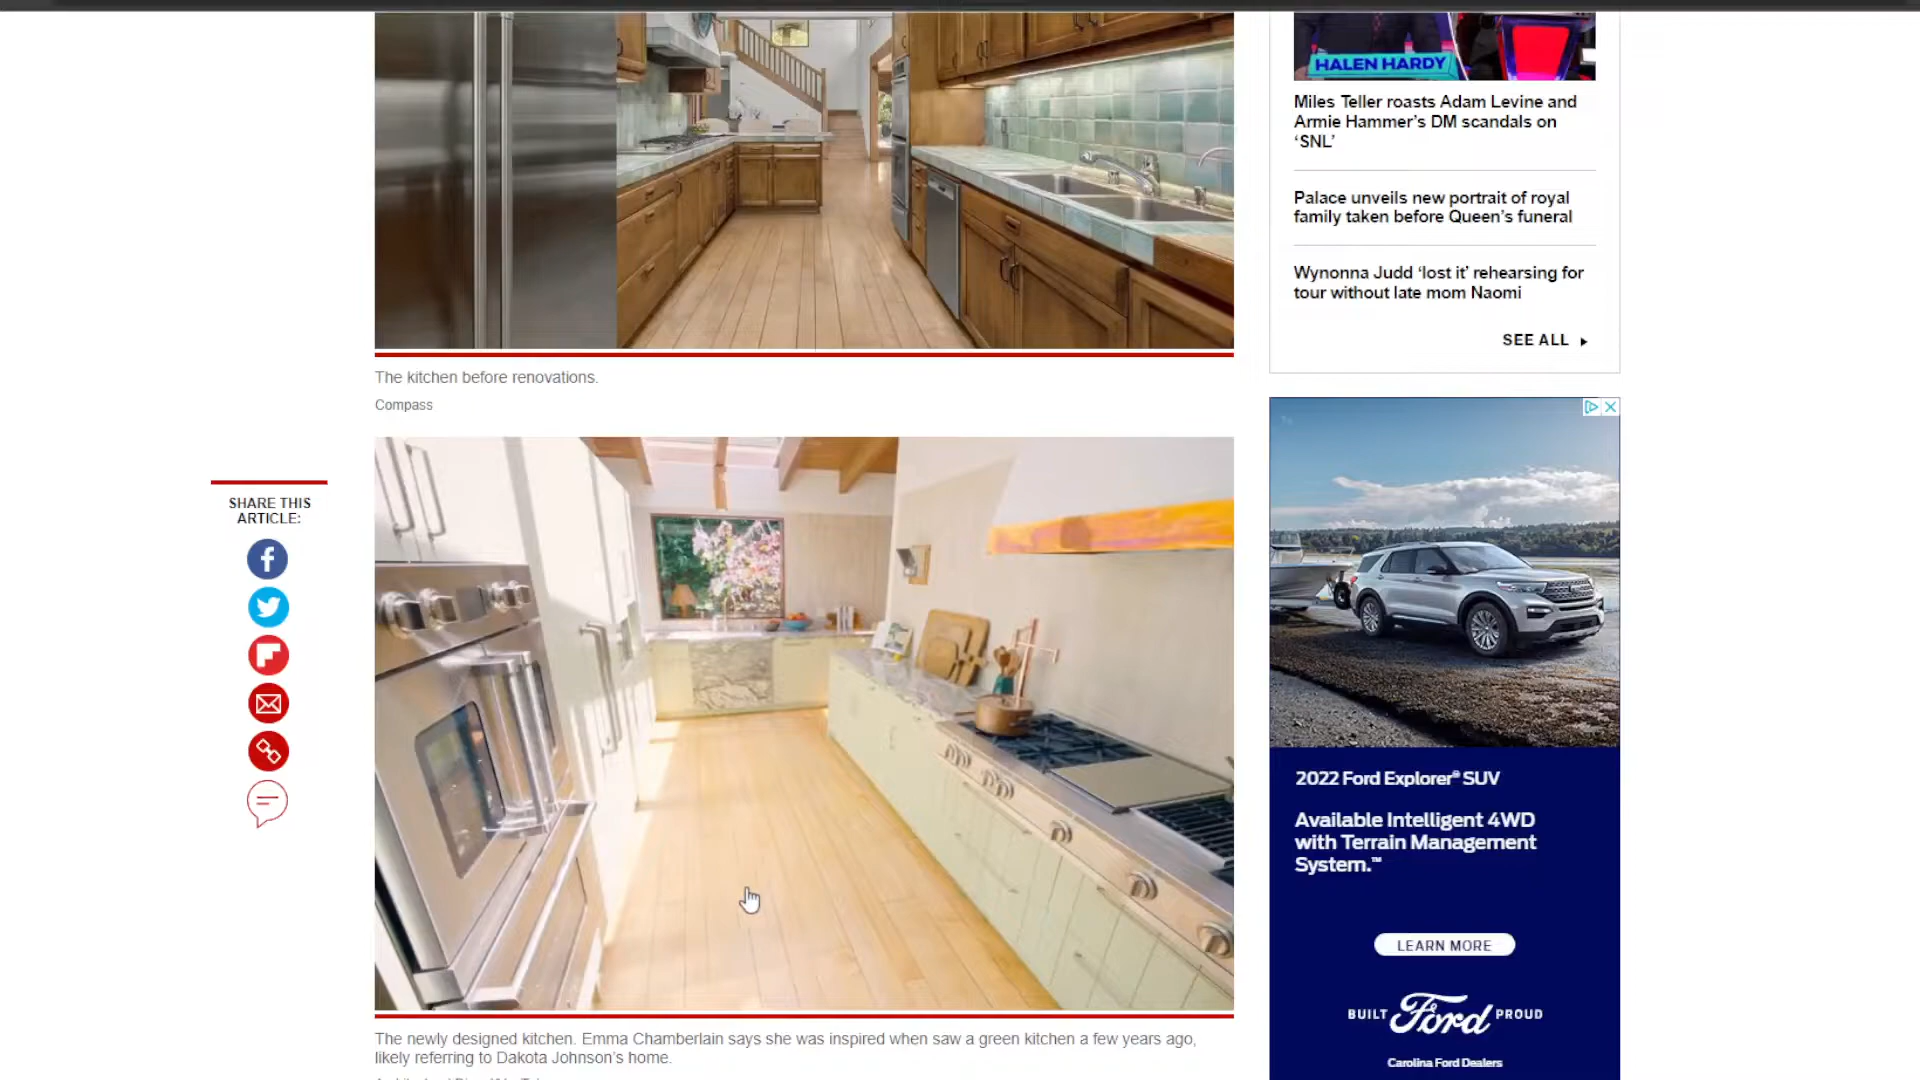 HALEN HARDY
Miles Teller roasts Adam Levine and
Armie Hammer’s DM scandals on
‘SNL’
Palace unveils new portrait of royal
family taken before Queen’s funeral
Wynonna Judd ‘lost it’ rehearsing for
tour without late mom Naomi
SEE ALL
The kitchen before renovations.
Compass
SHARE THIS
ARTICLE:
2022 Ford Explorer® SUV
Available Intelligent 4WD
with Terrain Management
System.™
LEARN MORE
BUILT Ford PROUD
Carolina Ford Dealers
The newly designed kitchen. Emma Chamberlain says she was inspired when saw a green kitchen a few years ago,
likely referring to Dakota Johnson’s home.